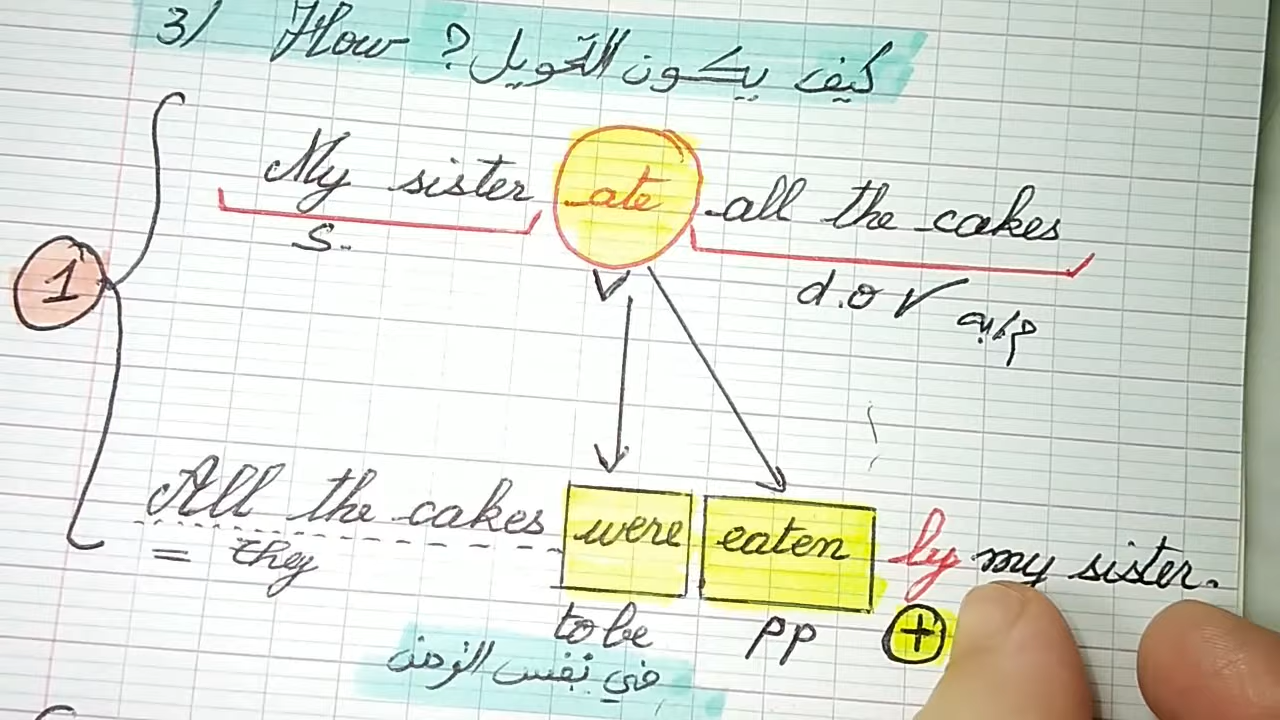 3/ How? كيف يكون التحويل
My sister ate all the cakes
S. V d.o
1
All the cakes were eaten by my sister.
= they to be pp +
في نفس الزمن